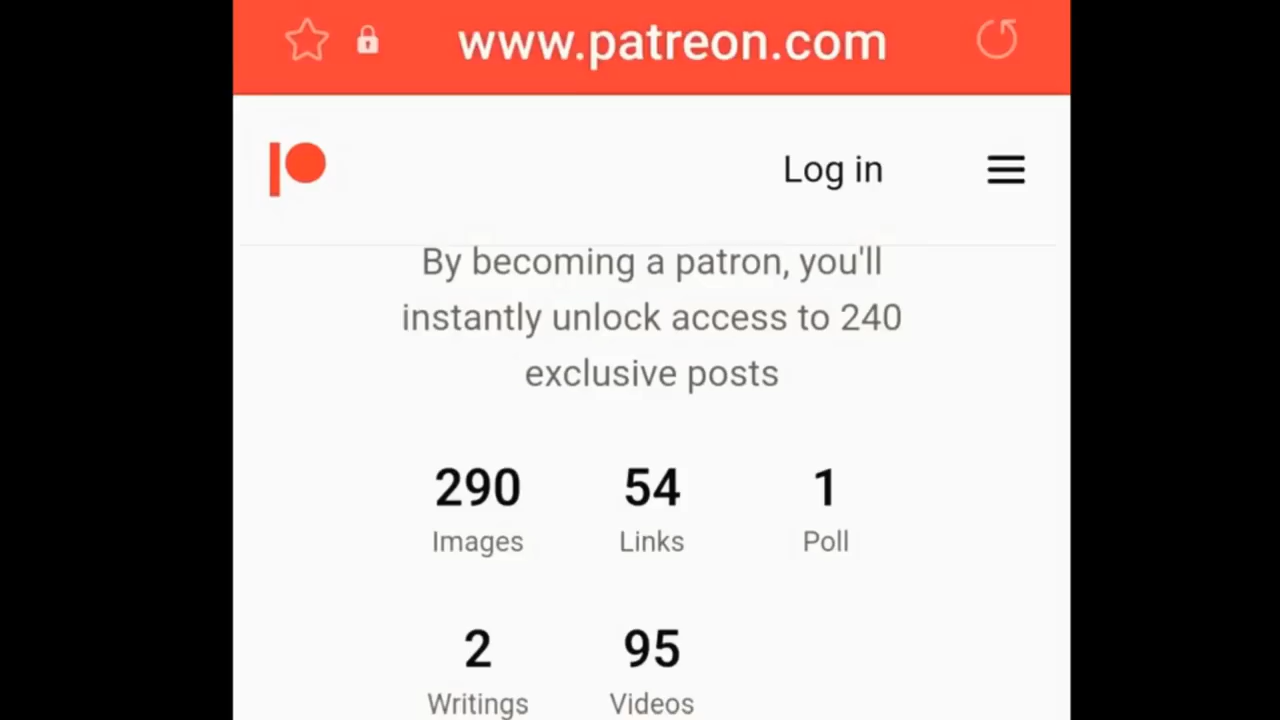 www.patreon.com
Log in
By becoming a patron, you'll
instantly unlock access to 240
exclusive posts
290 54 1
Images Links Poll
2 95
Writings Videos